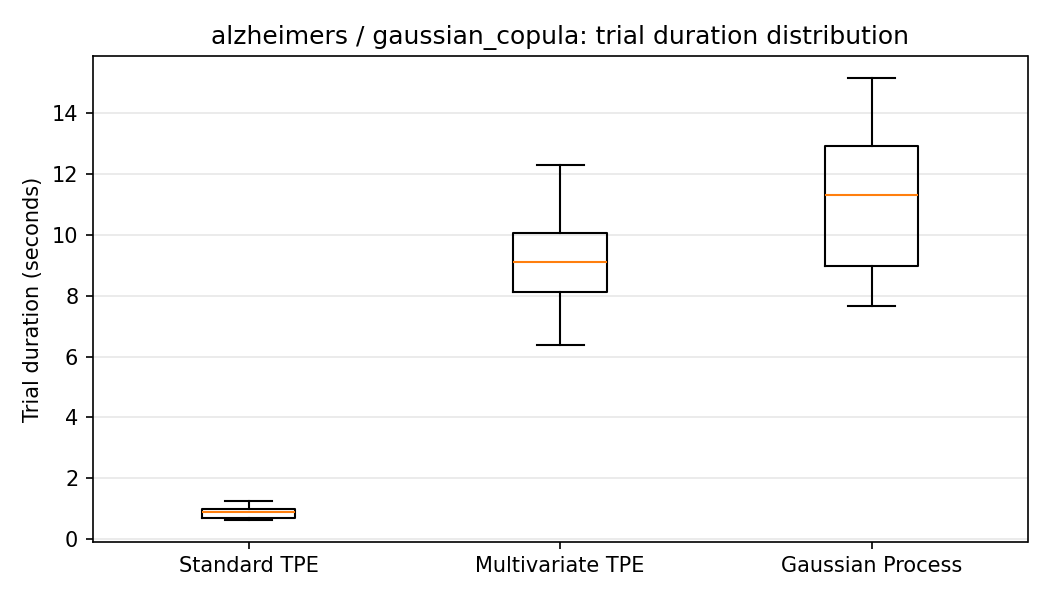 alzheimers / gaussian_copula: trial duration distribution
Trial duration (seconds)
14
12
10
8
6
4
2
0
Standard TPE
Multivariate TPE
Gaussian Process